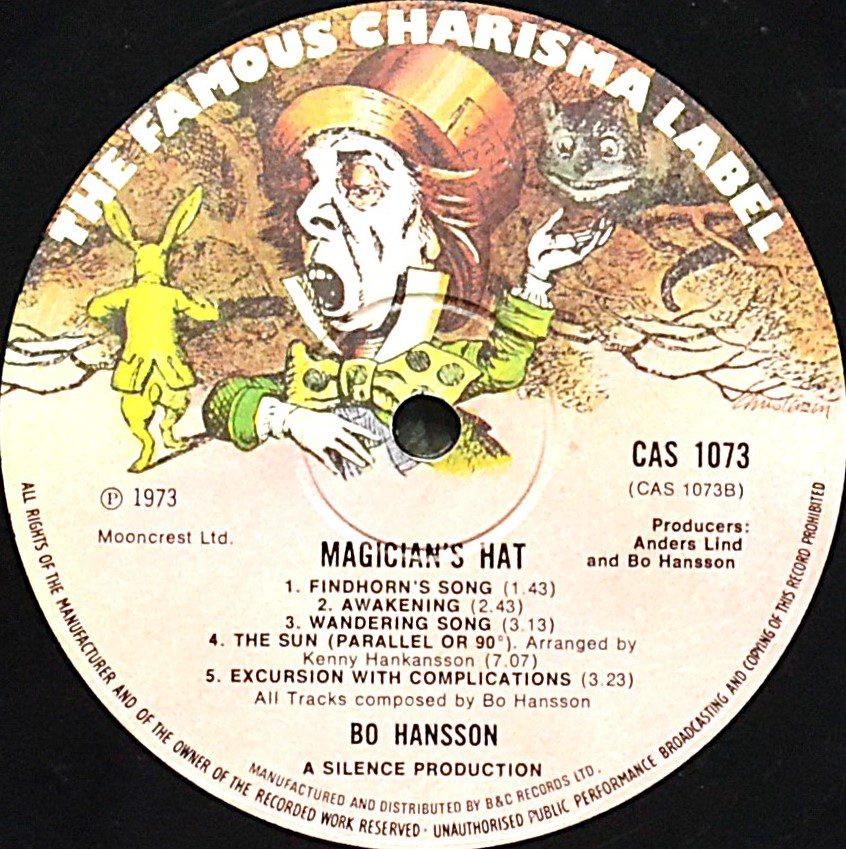 THE FAMOUS CHARISMA LABEL
CAS 1073
(CAS 1073B)
℗ 1973
Mooncrest Ltd.
Producers:
Anders Lind
and Bo Hansson
MAGICIAN'S HAT
1. FINDHORN'S SONG (1.43)
2. AWAKENING (2.43)
3. WANDERING SONG (3.13)
4. THE SUN (PARALLEL OR 90°). Arranged by
Kenny Hankansson (7.07)
5. EXCURSION WITH COMPLICATIONS (3.23)
All Tracks composed by Bo Hansson
BO HANSSON
A SILENCE PRODUCTION
MANUFACTURED AND DISTRIBUTED BY B&C RECORDS LTD.
ALL RIGHTS OF THE MANUFACTURER AND OF THE OWNER OF THE RECORDED WORK RESERVED · UNAUTHORISED PUBLIC PERFORMANCE BROADCASTING AND COPYING OF THIS RECORD PROHIBITED